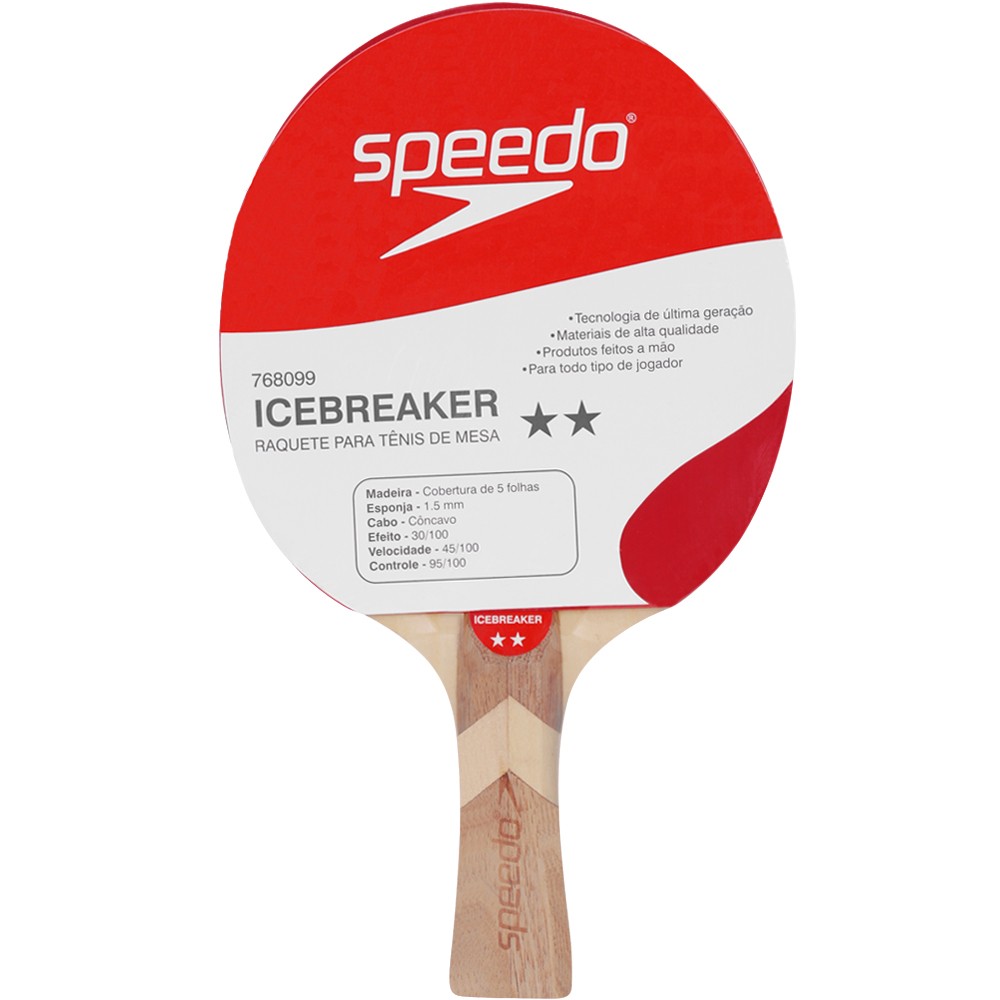 speedo®
•Tecnologia de última geração
•Materiais de alta qualidade
•Produtos feitos a mão
•Para todo tipo de jogador
768099
ICEBREAKER
RAQUETE PARA TÊNIS DE MESA
Madeira - Cobertura de 5 folhas
Esponja - 1.5 mm
Cabo - Côncavo
Efeito - 30/100
Velocidade - 45/100
Controle - 95/100
ICEBREAKER
speedo